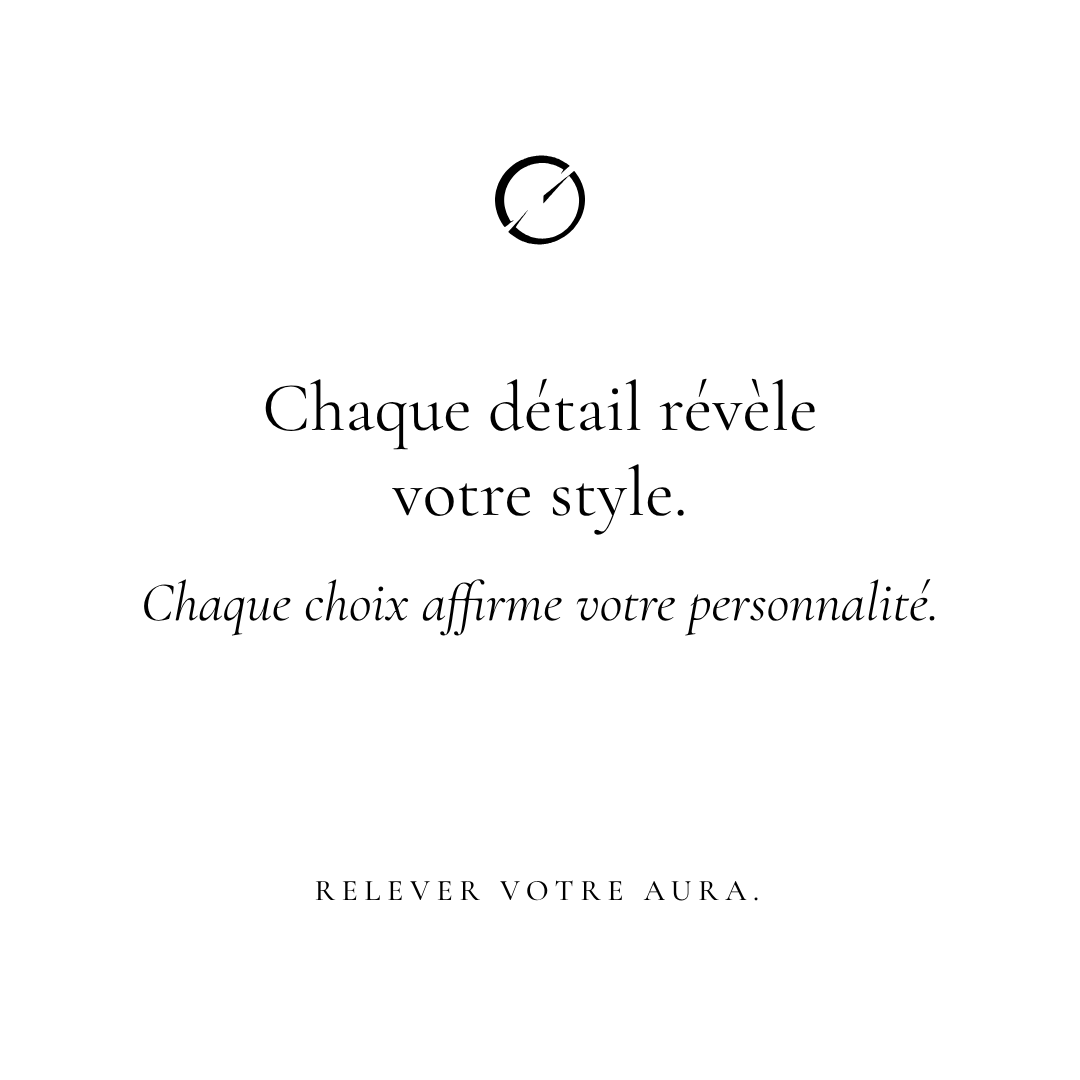 Chaque détail révèle
votre style.
Chaque choix affirme votre personnalité.
RELEVER VOTRE AURA.